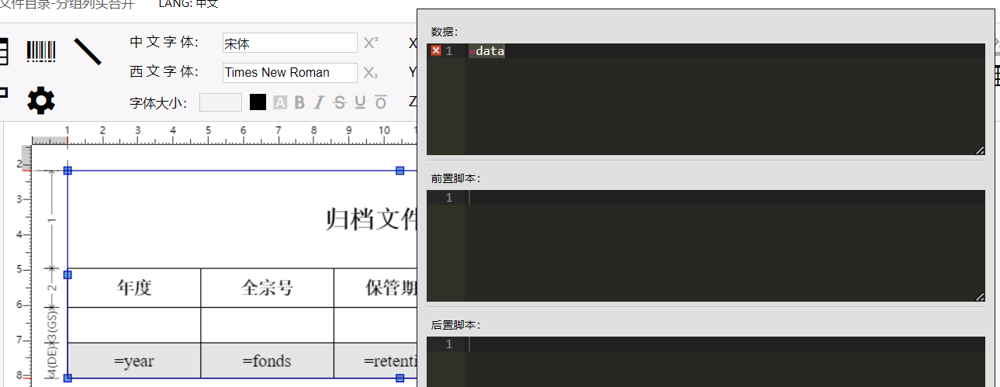 文件目录-分组列头合并 LANG: 中文
中文字体： 宋体 X² X
西文字体： Times New Roman X₂ Y
字体大小： A B I S U O Z
1 2 3 4 5 6 7 8 9 10
2
3
4
5
6
7
8
1
2
3(GS)
4(DE)
归档文件
年度 全宗号 保管期
=year =fonds =retenti
数据：
1 =data
前置脚本：
1
后置脚本：
1